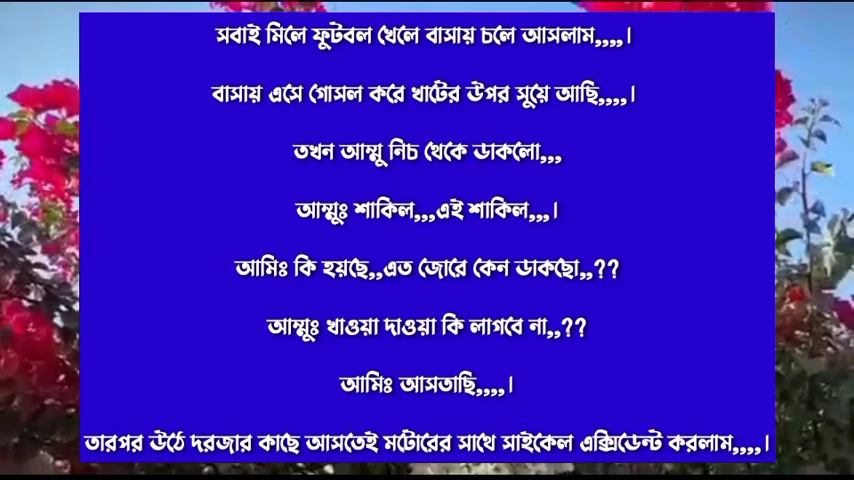 সবাই মিলে ফুটবল খেলে বাসায় চলে আসলাম,,,,।
বাসায় এসে গোসল করে খাটের উপর সুয়ে আছি,,,,।
তখন আম্মু নিচ থেকে ডাকলো,,,
আম্মুঃ শাকিল,,,এই শাকিল,,,।
আমিঃ কি হয়ছে,,এত জোরে কেন ডাকছো,,??
আম্মুঃ খাওয়া দাওয়া কি লাগবে না,,??
আমিঃ আসতাছি,,,,।
তারপর উঠে দরজার কাছে আসতেই মটোরের সাথে সাইকেল এক্সিডেন্ট করলাম,,,,।